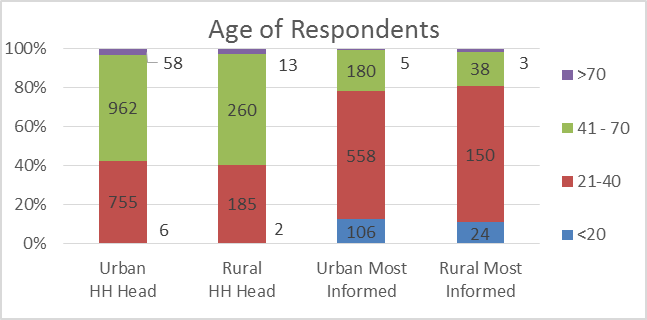 Age of Respondents
100%
80%
60%
40%
20%
0%
58
962
755
6
13
260
185
2
5
180
558
106
3
38
150
24
Urban
HH Head
Rural
HH Head
Urban Most
Informed
Rural Most
Informed
>70
41 - 70
21-40
<20